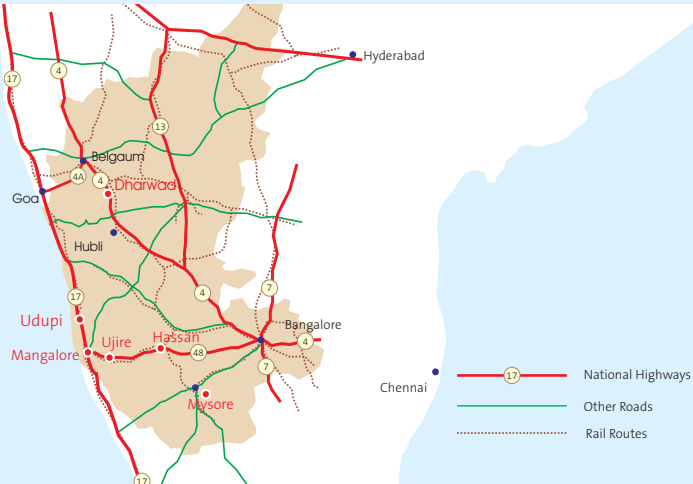 Hyderabad
17
4
13
Belgaum
4A
4
Dharwad
Goa
Hubli
7
17
4
Udupi
Bangalore
Ujire
Hassan
4
Mangalore
48
7
Chennai
17
National Highways
Mysore
Other Roads
Rail Routes
17